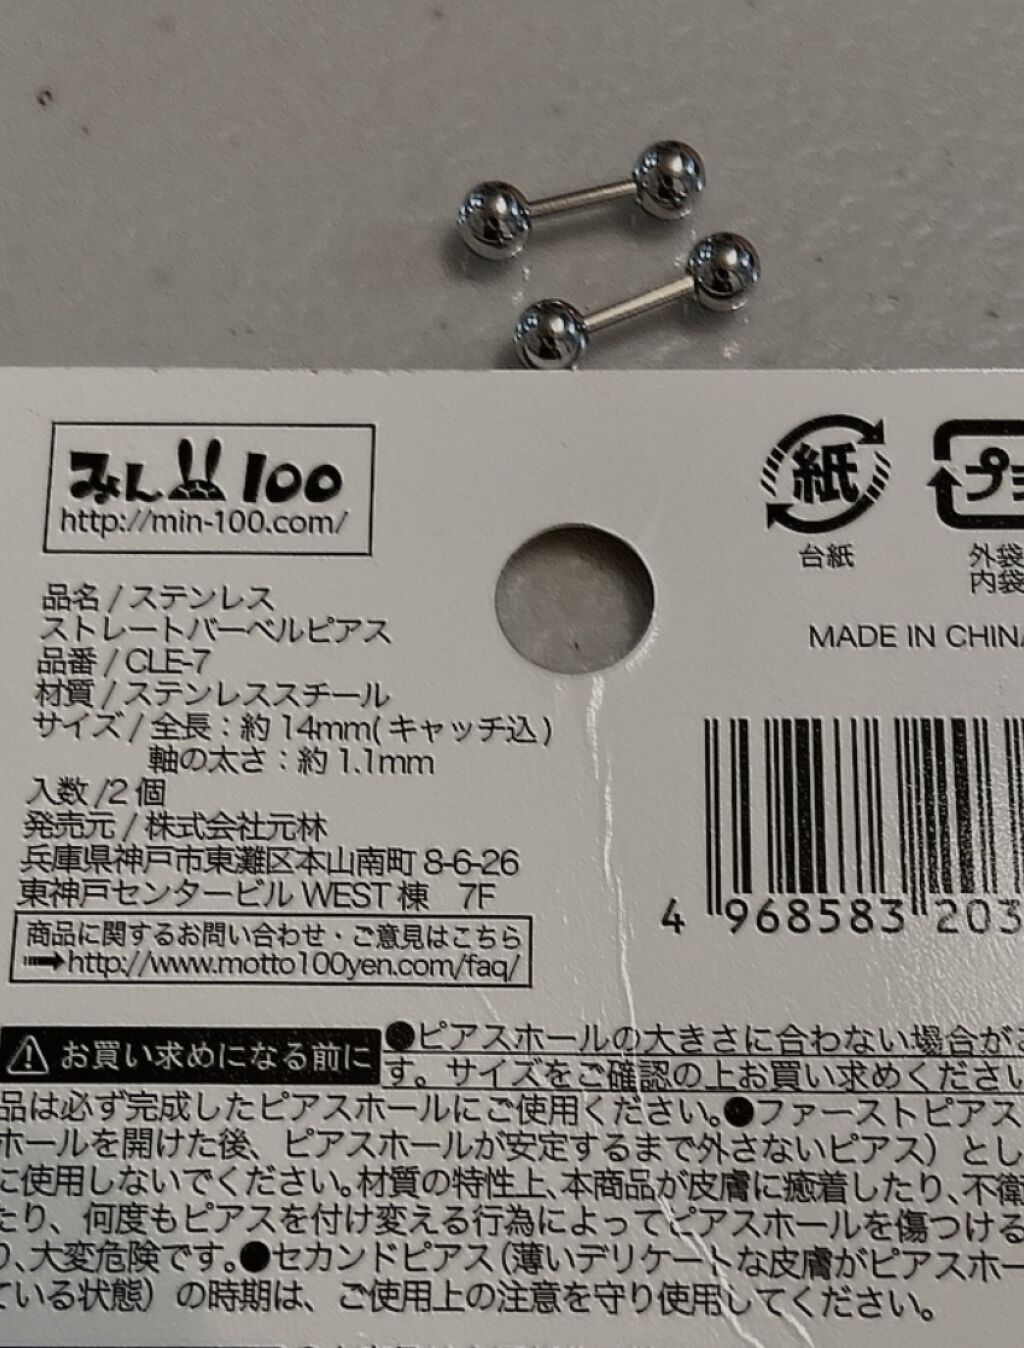 みん100
http://min-100.com/
品名/ステンレス
ストレートバーベルピアス
品番/CLE-7
材質/ステンレススチール
サイズ/全長:約14mm(キャッチ込)
軸の太さ:約1.1mm
入数/2個
発売元/株式会社元林
兵庫県神戸市東灘区本山南町8-6-26
東神戸センタービルWEST棟 7F
商品に関するお問い合わせ・ご意見はこちら
➡http://www.motto100yen.com/faq/
紙
台紙
プラ
外袋
内袋
MADE IN CHINA
4 968583 203
お買い求めになる前に
●ピアスホールの大きさに合わない場合がご
す。サイズをご確認の上お買い求めください
品は必ず完成したピアスホールにご使用ください。●ファーストピアス
ホールを開けた後、ピアスホールが安定するまで外さないピアス)とし
に使用しないでください。材質の特性上、本商品が皮膚に癒着したり、不衛
たり、何度もピアスを付け変える行為によってピアスホールを傷つける
り、大変危険です。●セカンドピアス(薄いデリケートな皮膚がピアスホー
ている状態)の時期は、ご使用上の注意を守り使用してください。